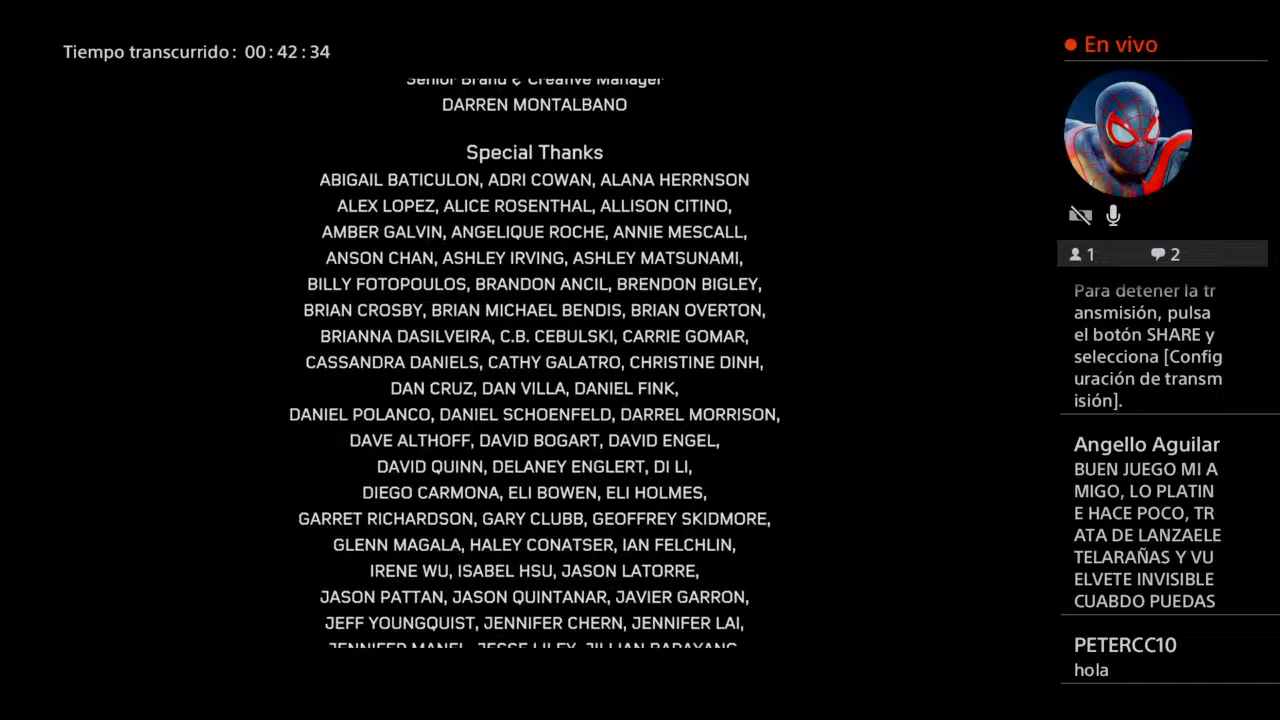 Tiempo transcurrido: 00:42:34
Senior Brand & Creative Manager
DARREN MONTALBANO
Special Thanks
ABIGAIL BATICULON, ADRI COWAN, ALANA HERRNSON
ALEX LOPEZ, ALICE ROSENTHAL, ALLISON CITINO,
AMBER GALVIN, ANGELIQUE ROCHE, ANNIE MESCALL,
ANSON CHAN, ASHLEY IRVING, ASHLEY MATSUNAMI,
BILLY FOTOPOULOS, BRANDON ANCIL, BRENDON BIGLEY,
BRIAN CROSBY, BRIAN MICHAEL BENDIS, BRIAN OVERTON,
BRIANNA DASILVEIRA, C.B. CEBULSKI, CARRIE GOMAR,
CASSANDRA DANIELS, CATHY GALATRO, CHRISTINE DINH,
DAN CRUZ, DAN VILLA, DANIEL FINK,
DANIEL POLANCO, DANIEL SCHOENFELD, DARREL MORRISON,
DAVE ALTHOFF, DAVID BOGART, DAVID ENGEL,
DAVID QUINN, DELANEY ENGLERT, DI LI,
DIEGO CARMONA, ELI BOWEN, ELI HOLMES,
GARRET RICHARDSON, GARY CLUBB, GEOFFREY SKIDMORE,
GLENN MAGALA, HALEY CONATSER, IAN FELCHLIN,
IRENE WU, ISABEL HSU, JASON LATORRE,
JASON PATTAN, JASON QUINTANAR, JAVIER GARRON,
JEFF YOUNGQUIST, JENNIFER CHERN, JENNIFER LAI,
En vivo
1 2
Para detener la tr
ansmisión, pulsa
el botón SHARE y
selecciona [Config
uración de transm
isión].
Angello Aguilar
BUEN JUEGO MI A
MIGO, LO PLATIN
E HACE POCO, TR
ATA DE LANZAELE
TELARAÑAS Y VU
ELVETE INVISIBLE
CUABDO PUEDAS
PETERCC10
hola